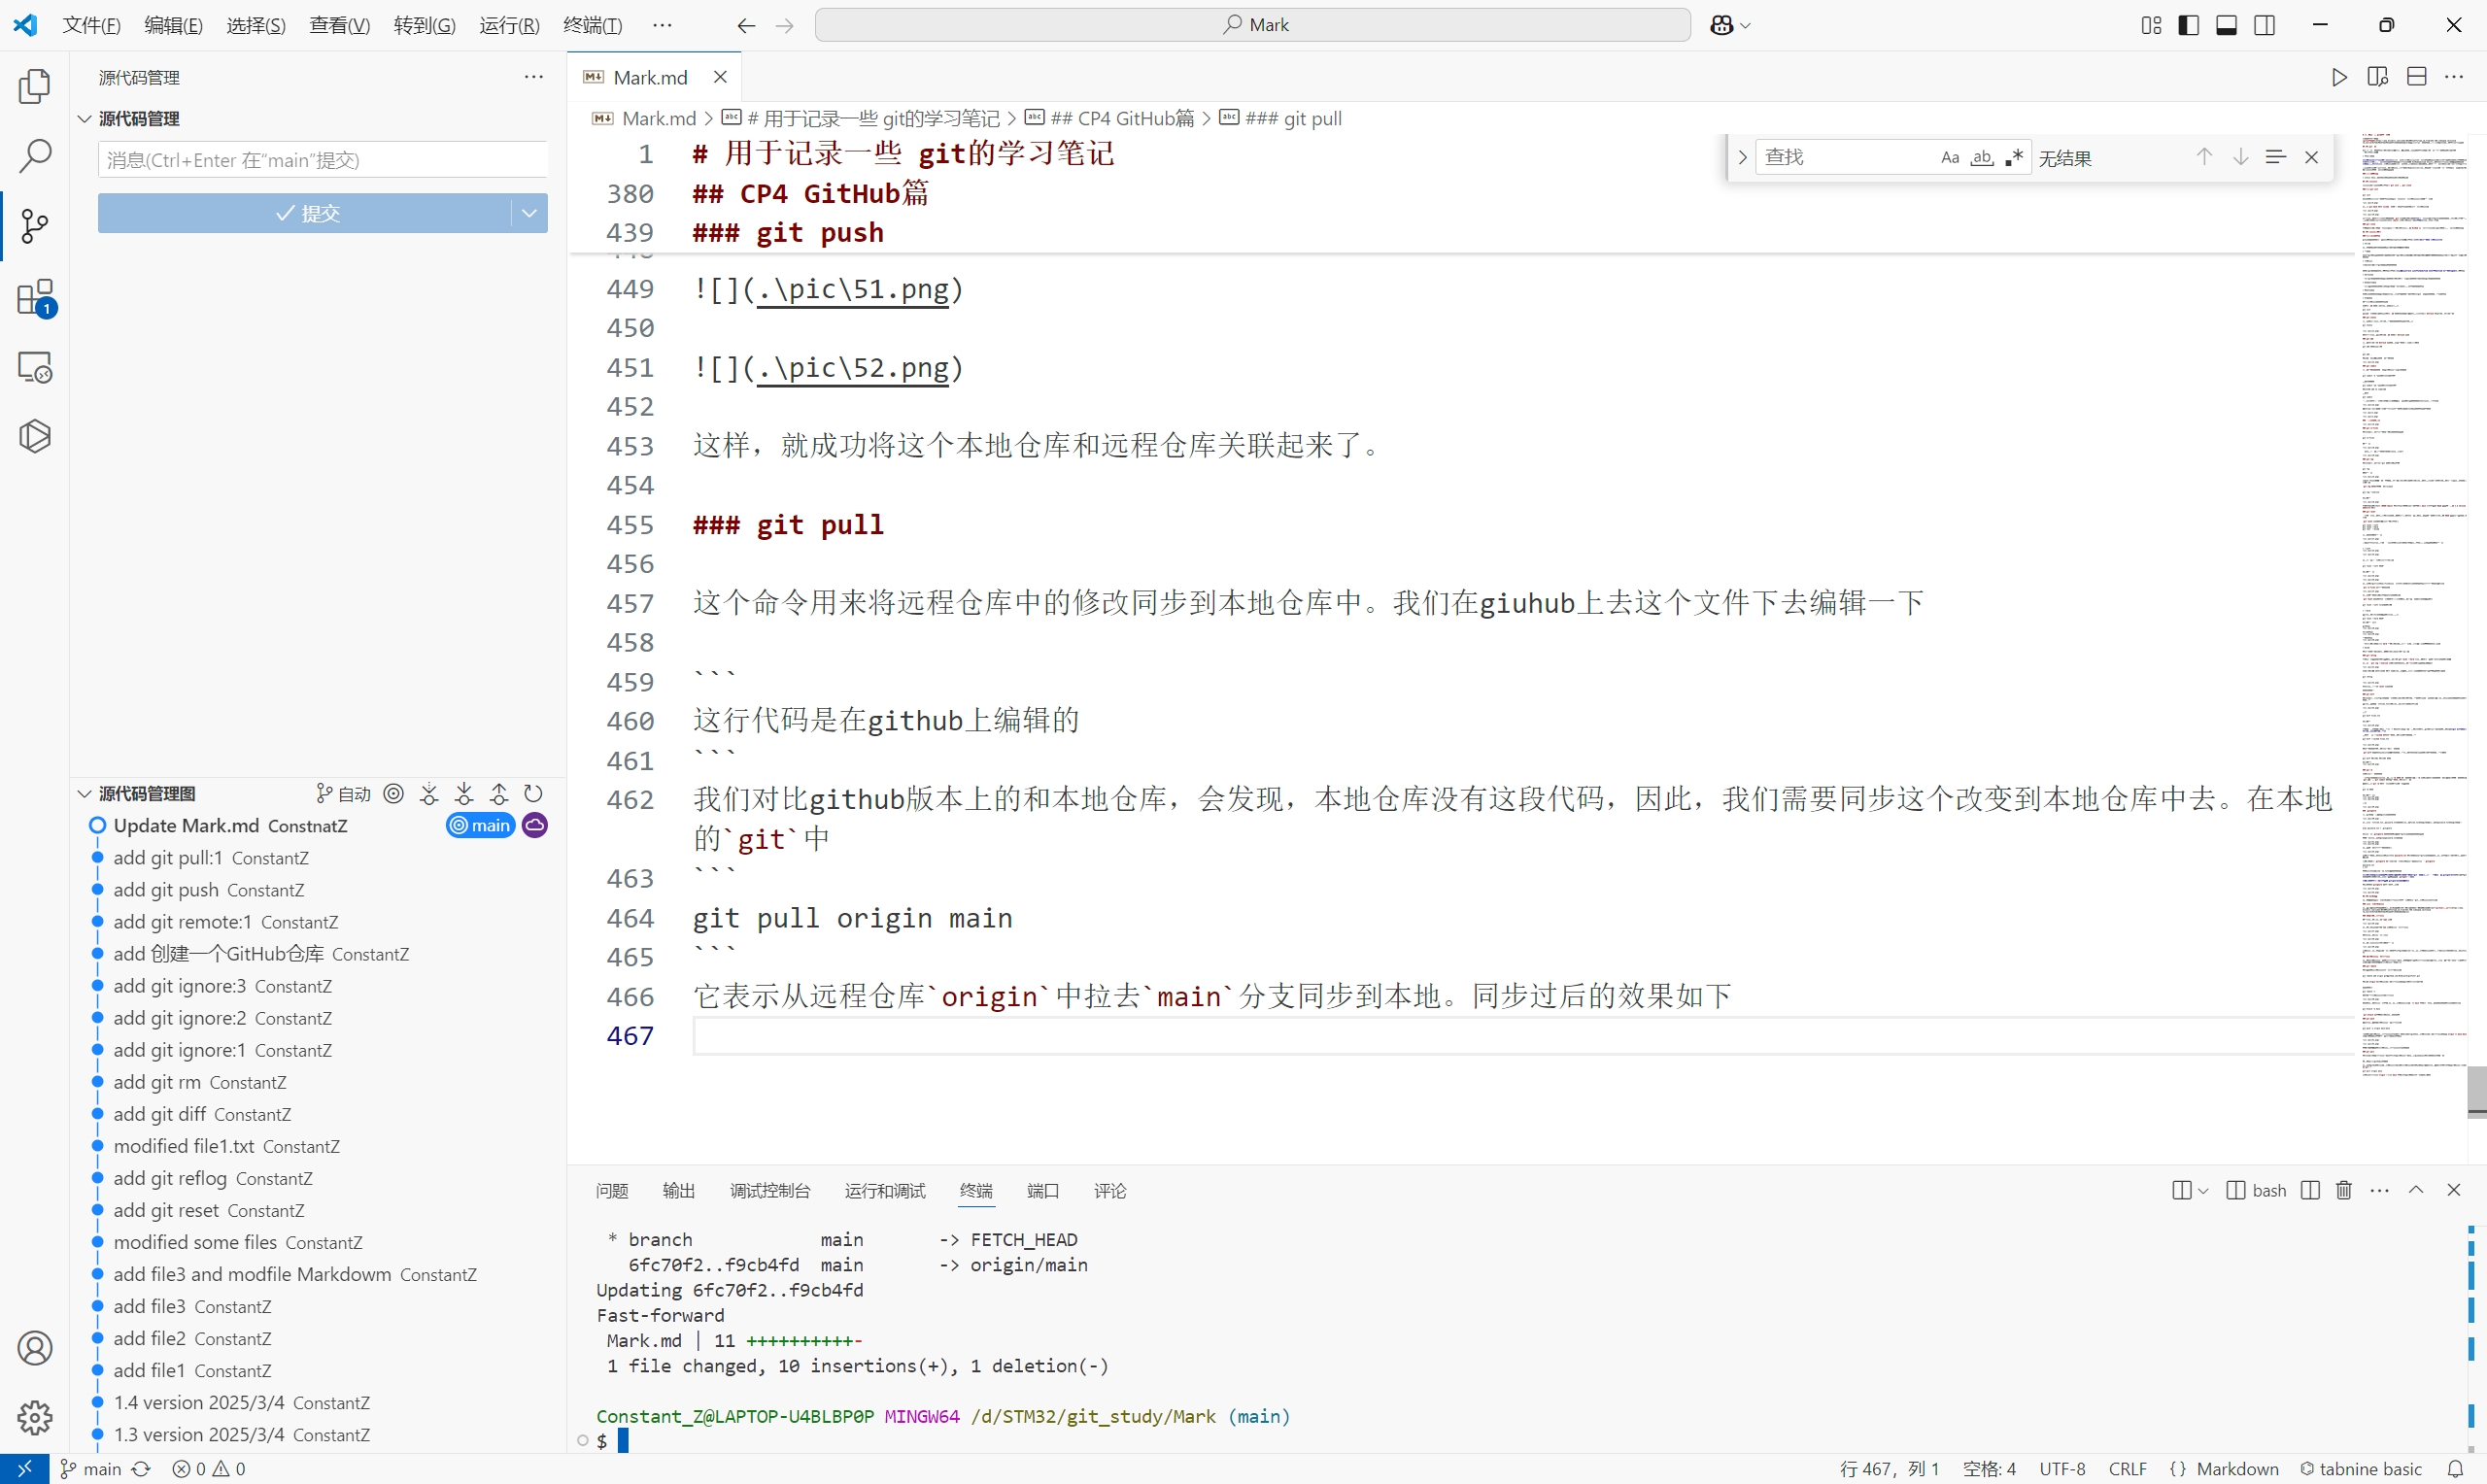 文件(F) 编辑(E) 选择(S) 查看(V) 转到(G) 运行(R) 终端(T) ··· Mark
源代码管理 ···
Mark.md
源代码管理
Mark.md > # 用于记录一些 git的学习笔记 > ## CP4 GitHub篇 > ### git pull
消息(Ctrl+Enter 在"main"提交)
提交
查找 Aa ab .* 无结果
1 # 用于记录一些 git的学习笔记
380 ## CP4 GitHub篇
439 ### git push
449 ![](.\pic\51.png)
450
451 ![](.\pic\52.png)
452
453 这样，就成功将这个本地仓库和远程仓库关联起来了。
454
455 ### git pull
456
457 这个命令用来将远程仓库中的修改同步到本地仓库中。我们在giuhub上去这个文件下去编辑一下
458
459 ```
460 这行代码是在github上编辑的
461 ```
462 我们对比github版本上的和本地仓库，会发现，本地仓库没有这段代码，因此，我们需要同步这个改变到本地仓库中去。在本地
的`git`中
463 ```
464 git pull origin main
465 ```
466 它表示从远程仓库`origin`中拉去`main`分支同步到本地。同步过后的效果如下
467
1
源代码管理图 自动
Update Mark.md ConstnatZ main
add git pull:1 ConstantZ
add git push ConstantZ
add git remote:1 ConstantZ
add 创建一个GitHub仓库 ConstantZ
add git ignore:3 ConstantZ
add git ignore:2 ConstantZ
add git ignore:1 ConstantZ
add git rm ConstantZ
add git diff ConstantZ
modified file1.txt ConstantZ
add git reflog ConstantZ
add git reset ConstantZ
modified some files ConstantZ
add file3 and modfile Markdowm ConstantZ
add file3 ConstantZ
add file2 ConstantZ
add file1 ConstantZ
1.4 version 2025/3/4 ConstantZ
1.3 version 2025/3/4 ConstantZ
问题 输出 调试控制台 运行和调试 终端 端口 评论 bash ···
* branch main -> FETCH_HEAD
6fc70f2..f9cb4fd main -> origin/main
Updating 6fc70f2..f9cb4fd
Fast-forward
Mark.md | 11 ++++++++++-
1 file changed, 10 insertions(+), 1 deletion(-)
Constant_Z@LAPTOP-U4BLBP0P MINGW64 /d/STM32/git_study/Mark (main)
$
main 0 0 行 467，列 1 空格: 4 UTF-8 CRLF {} Markdown tabnine basic